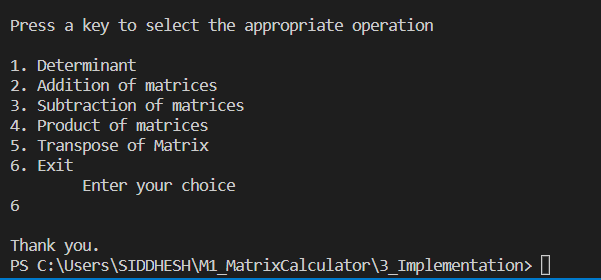 Press a key to select the appropriate operation
1. Determinant
2. Addition of matrices
3. Subtraction of matrices
4. Product of matrices
5. Transpose of Matrix
6. Exit
Enter your choice
6
Thank you.
PS C:\Users\SIDDHESH\M1_MatrixCalculator\3_Implementation>